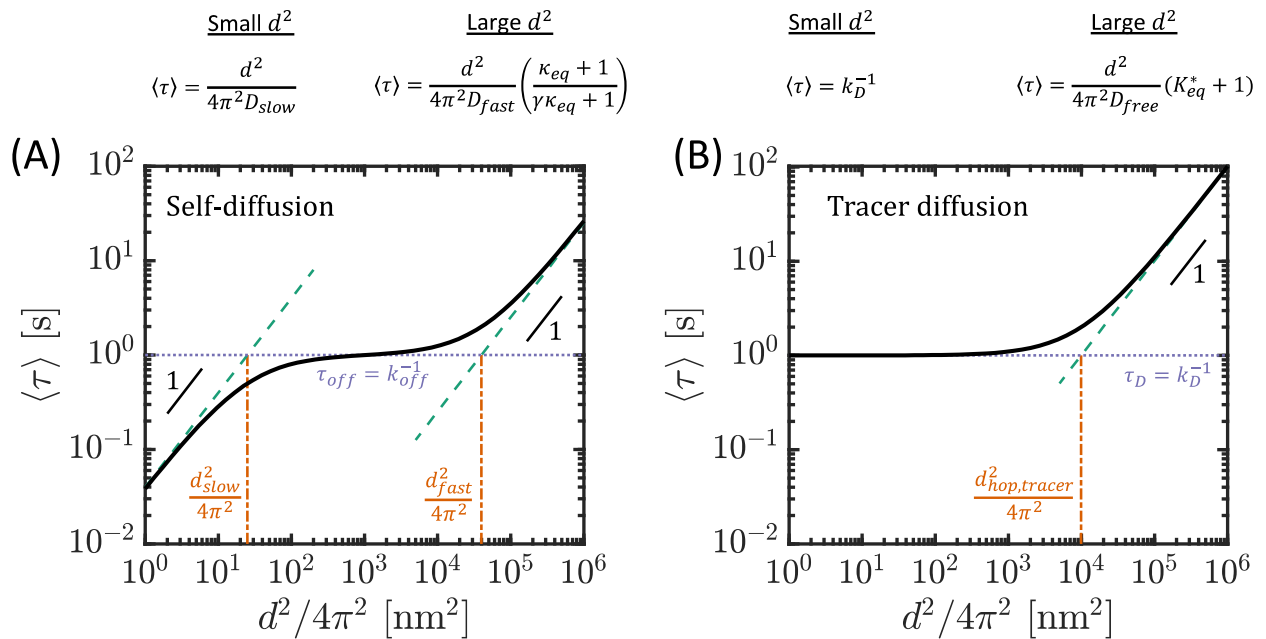 Small d²
⟨τ⟩ = d²/4π²D_slow
Large d²
⟨τ⟩ = d²/4π²D_fast (κ_eq + 1/γκ_eq + 1)
Small d²
⟨τ⟩ = k_D⁻¹
Large d²
⟨τ⟩ = d²/4π²D_free (K*_eq + 1)
(A)
Self-diffusion
10²
10¹
10⁰
10⁻¹
10⁻²
⟨τ⟩ [s]
τ_off = k_off⁻¹
1
1
d²_slow/4π²
d²_fast/4π²
10⁰ 10¹ 10² 10³ 10⁴ 10⁵ 10⁶
d²/4π² [nm²]
(B)
Tracer diffusion
10²
10¹
10⁰
10⁻¹
10⁻²
⟨τ⟩ [s]
1
τ_D = k_D⁻¹
d²_hop,tracer/4π²
10⁰ 10¹ 10² 10³ 10⁴ 10⁵ 10⁶
d²/4π² [nm²]